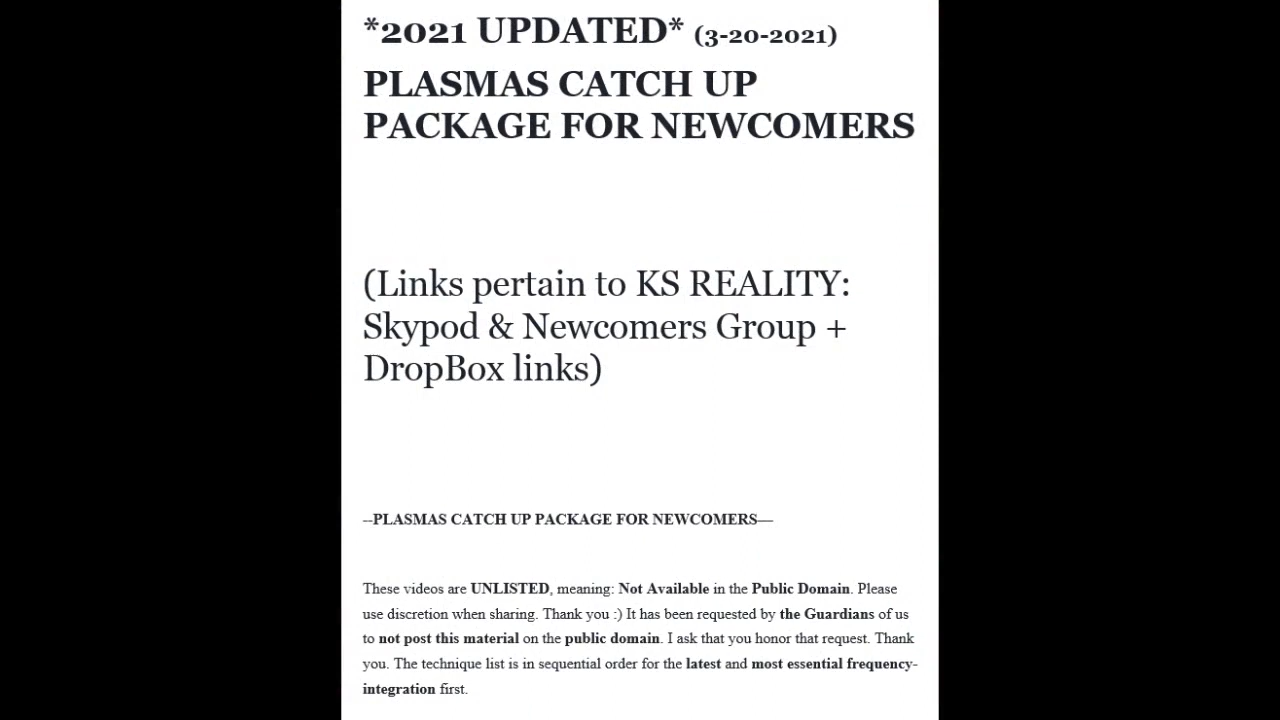 *2021 UPDATED* (3-20-2021)
PLASMAS CATCH UP
PACKAGE FOR NEWCOMERS
(Links pertain to KS REALITY:
Skypod & Newcomers Group +
DropBox links)
--PLASMAS CATCH UP PACKAGE FOR NEWCOMERS—
These videos are UNLISTED, meaning: Not Available in the Public Domain. Please
use discretion when sharing. Thank you :) It has been requested by the Guardians of us
to not post this material on the public domain. I ask that you honor that request. Thank
you. The technique list is in sequential order for the latest and most essential frequency-
integration first.